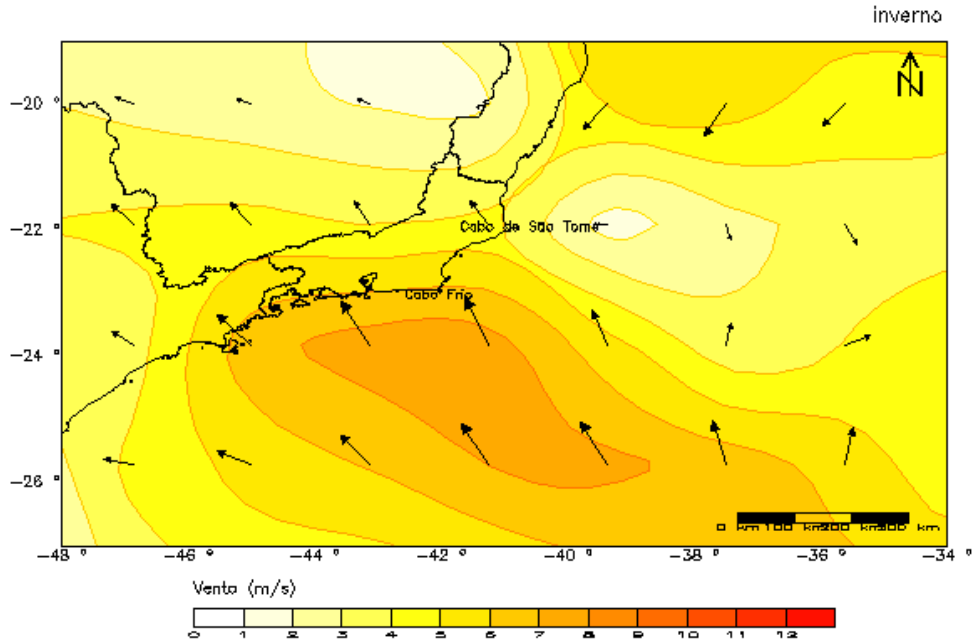 inverno
N
-20 °
-22 °
-24 °
-26 °
Cabo de São Tomé
Cabo Frio
0 km 100 km 200 km 300 km
-48 ° -46 ° -44 ° -42 ° -40 ° -38 ° -36 ° -34 °
Vento (m/s)
0 1 2 3 4 5 6 7 8 9 10 11 12